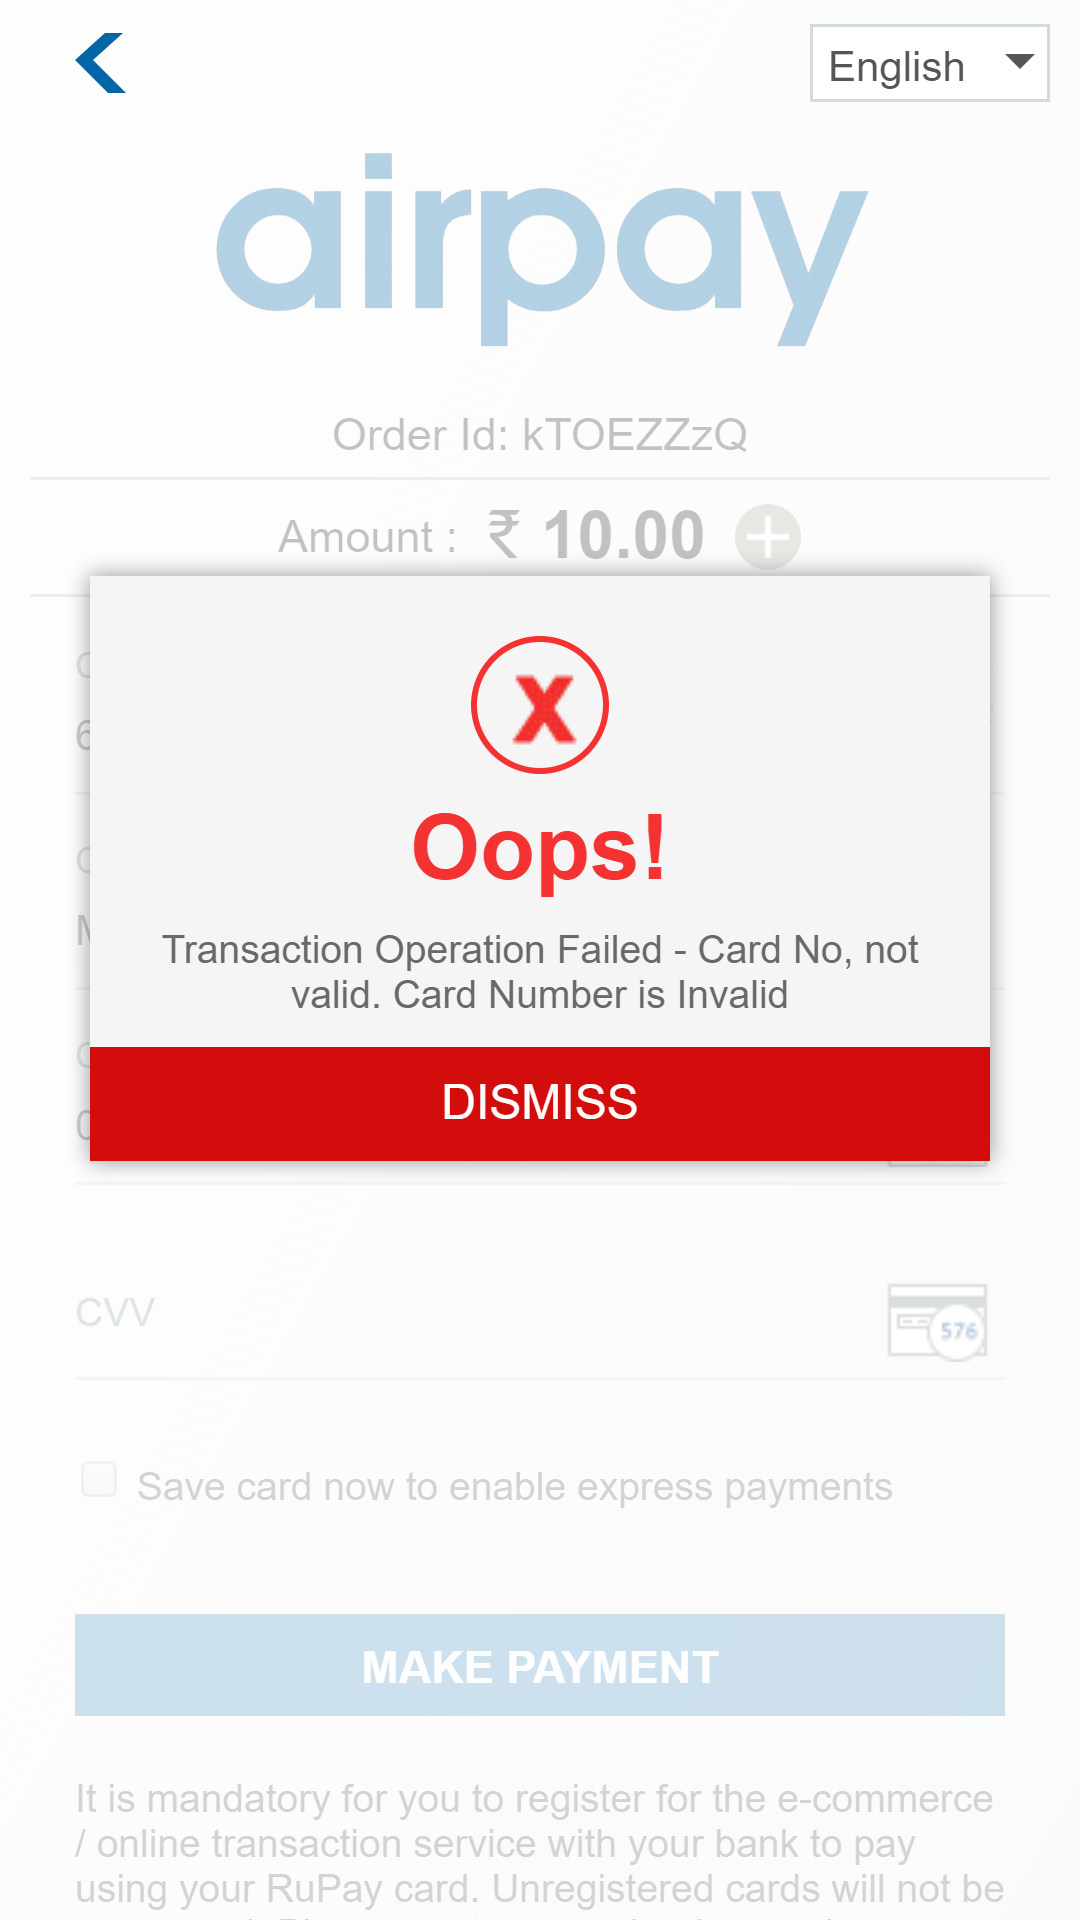 English
airpay
Order Id: kTOEZZzQ
Amount : ₹ 10.00
X
Oops!
Transaction Operation Failed - Card No, not
valid. Card Number is Invalid
DISMISS
CVV
576
Save card now to enable express payments
MAKE PAYMENT
It is mandatory for you to register for the e-commerce
/ online transaction service with your bank to pay
using your RuPay card. Unregistered cards will not be